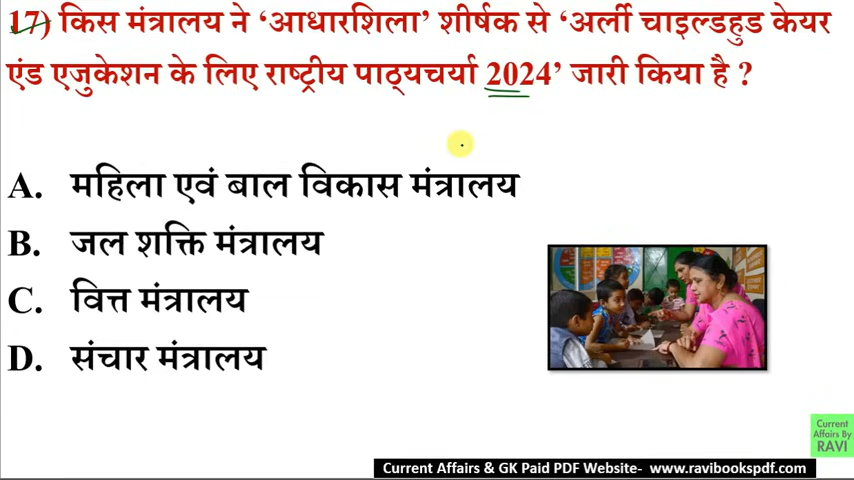 17) किस मंत्रालय ने ‘आधारशिला’ शीर्षक से ‘अर्ली चाइल्डहुड केयर
एंड एजुकेशन के लिए राष्ट्रीय पाठ्यचर्या 2024’ जारी किया है ?
A. महिला एवं बाल विकास मंत्रालय
B. जल शक्ति मंत्रालय
C. वित्त मंत्रालय
D. संचार मंत्रालय
Current
Affairs By
RAVI
Current Affairs & GK Paid PDF Website- www.ravibookspdf.com